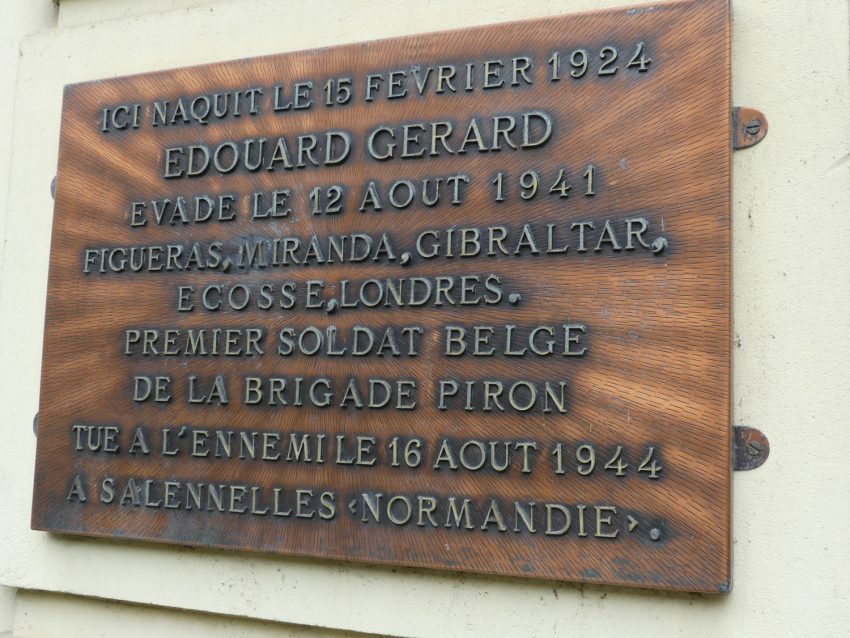 ICI NAQUIT LE 15 FEVRIER 1924
EDOUARD GERARD
EVADE LE 12 AOUT 1941
FIGUERAS, MIRANDA, GIBRALTAR,
ECOSSE, LONDRES.
PREMIER SOLDAT BELGE
DE LA BRIGADE PIRON
TUE A L'ENNEMI LE 16 AOUT 1944
A SALENNELLES <NORMANDIE>.